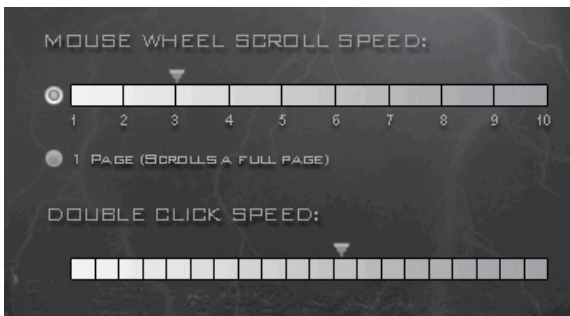 MOUSE WHEEL SCROLL SPEED:
1 2 3 4 5 6 7 8 9 10
1 PAGE (SCROLLS A FULL PAGE)
DOUBLE CLICK SPEED: